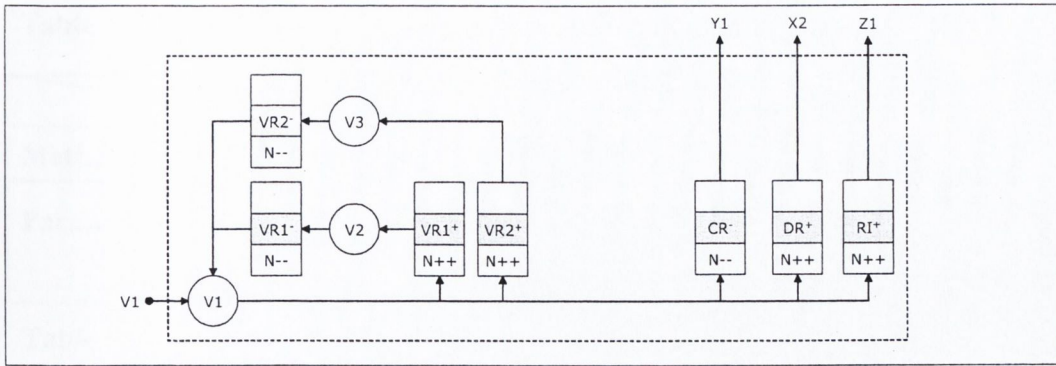 Y1 X2 Z1
VR2⁻ V3
N--
VR1⁻ V2 VR1⁺ VR2⁺ CR⁻ DR⁺ RI⁺
N-- N++ N++ N-- N++ N++
V1 V1